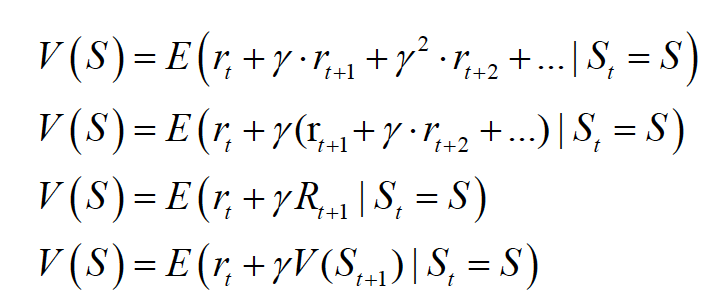 V(S) = E(r_t + γ · r_{t+1} + γ^2 · r_{t+2} + ... | S_t = S)
V(S) = E(r_t + γ(r_{t+1} + γ · r_{t+2} + ...) | S_t = S)
V(S) = E(r_t + γR_{t+1} | S_t = S)
V(S) = E(r_t + γV(S_{t+1}) | S_t = S)